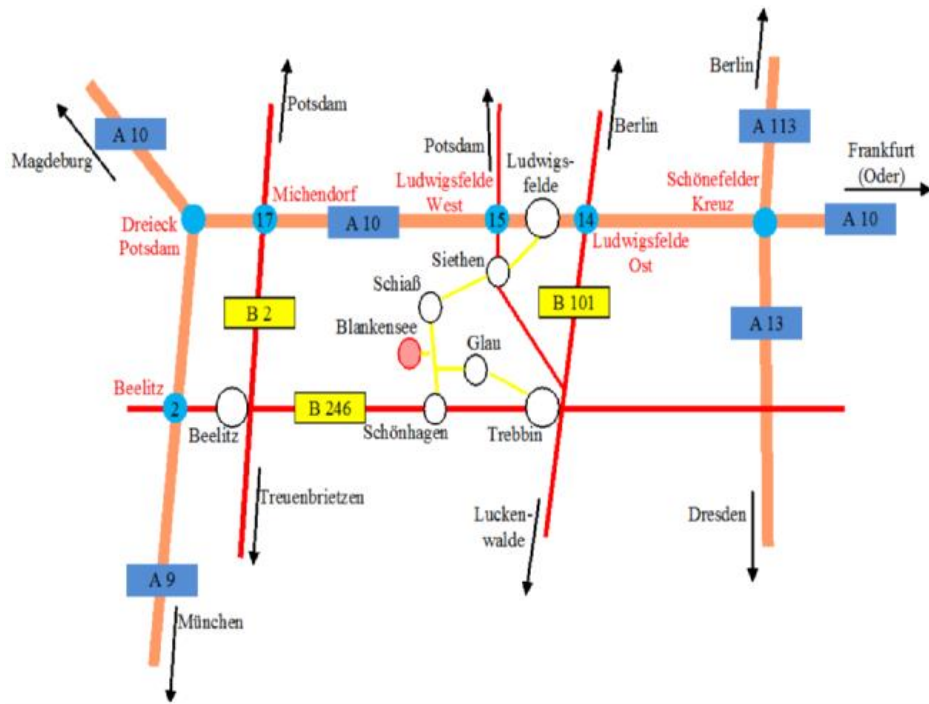 Berlin
Potsdam
A 10
A 113
Magdeburg
Potsdam
Ludwigs-
felde
Berlin
Frankfurt
(Oder)
Michendorf
Ludwigsfelde
West
Schönefelder
Kreuz
Dreieck
Potsdam
17
A 10
15
14
A 10
Ludwigsfelde
Ost
Siethen
Schiaß
B 2
B 101
Blankensee
Glau
A 13
Beelitz
2
Beelitz
B 246
Schönhagen
Trebbin
Treuenbrietzen
Lucken-
walde
Dresden
A 9
München